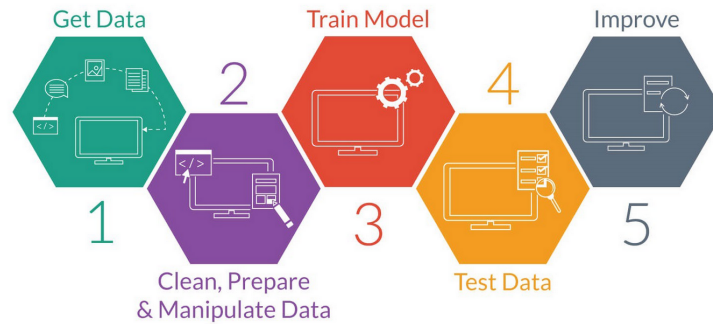 Get Data
</>
1
2
</>
Clean, Prepare
& Manipulate Data
Train Model
3
4
Test Data
Improve
5